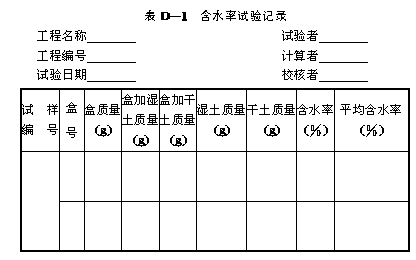 表 D—1 含水率试验记录
工程名称________ 试验者________
工程编号________ 计算者________
试验日期________ 校核者________
试样编号 盒号 盒质量(g) 盒加湿土质量(g) 盒加干土质量(g) 湿土质量(g) 干土质量(g) 含水率(%) 平均含水率(%)